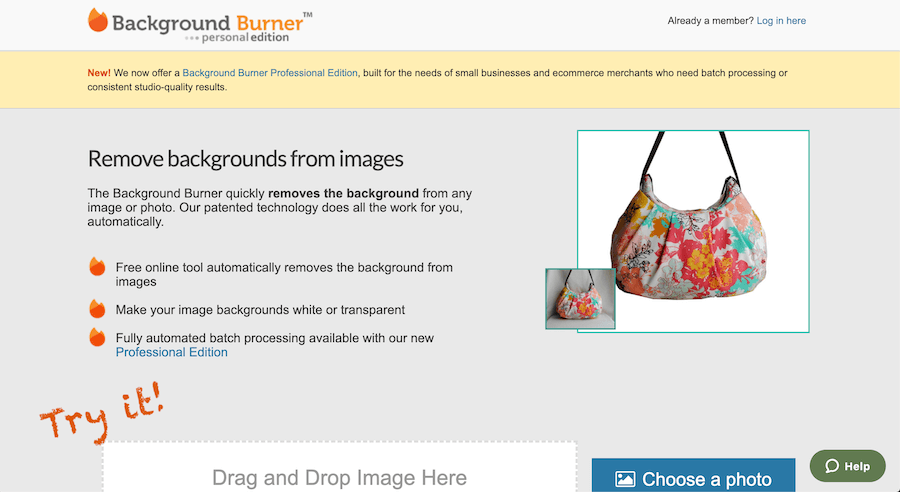 Background Burner™
personal edition
Already a member? Log in here
New! We now offer a Background Burner Professional Edition, built for the needs of small businesses and ecommerce merchants who need batch processing or
consistent studio-quality results.
Remove backgrounds from images
The Background Burner quickly removes the background from any
image or photo. Our patented technology does all the work for you,
automatically.
Free online tool automatically removes the background from
images
Make your image backgrounds white or transparent
Fully automated batch processing available with our new
Professional Edition
Try it!
Drag and Drop Image Here
Choose a photo
Help